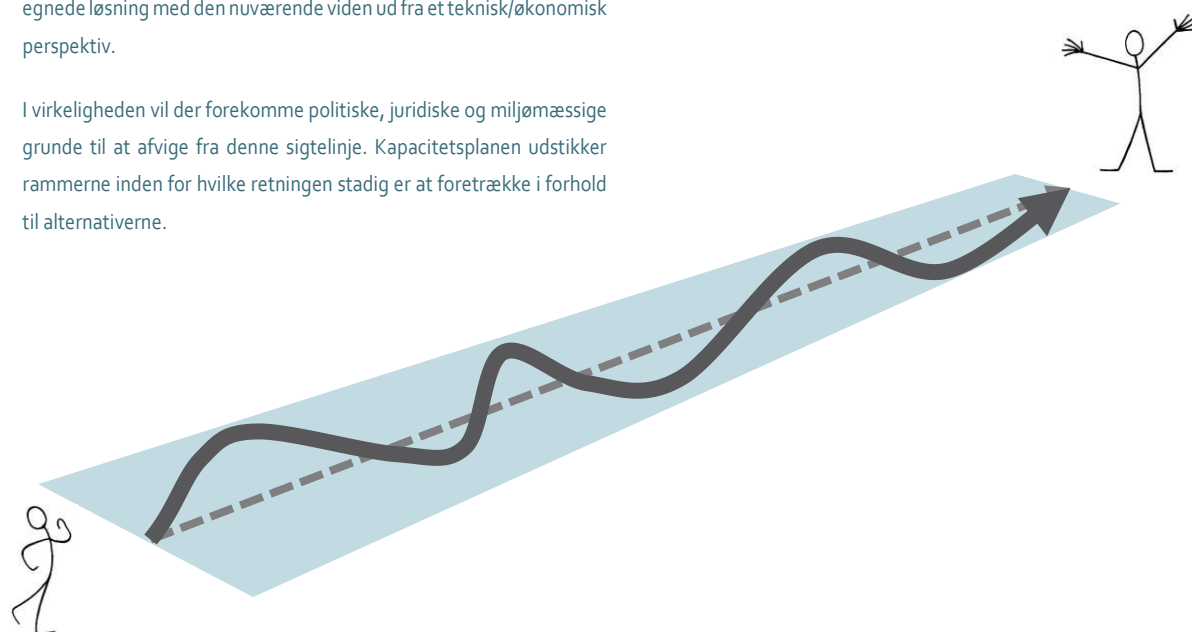 egnede løsning med den nuværende viden ud fra et teknisk/økonomisk
perspektiv.
I virkeligheden vil der forekomme politiske, juridiske og miljømæssige
grunde til at afvige fra denne sigtelinje. Kapacitetsplanen udstikker
rammerne inden for hvilke retningen stadig er at foretrække i forhold
til alternativerne.